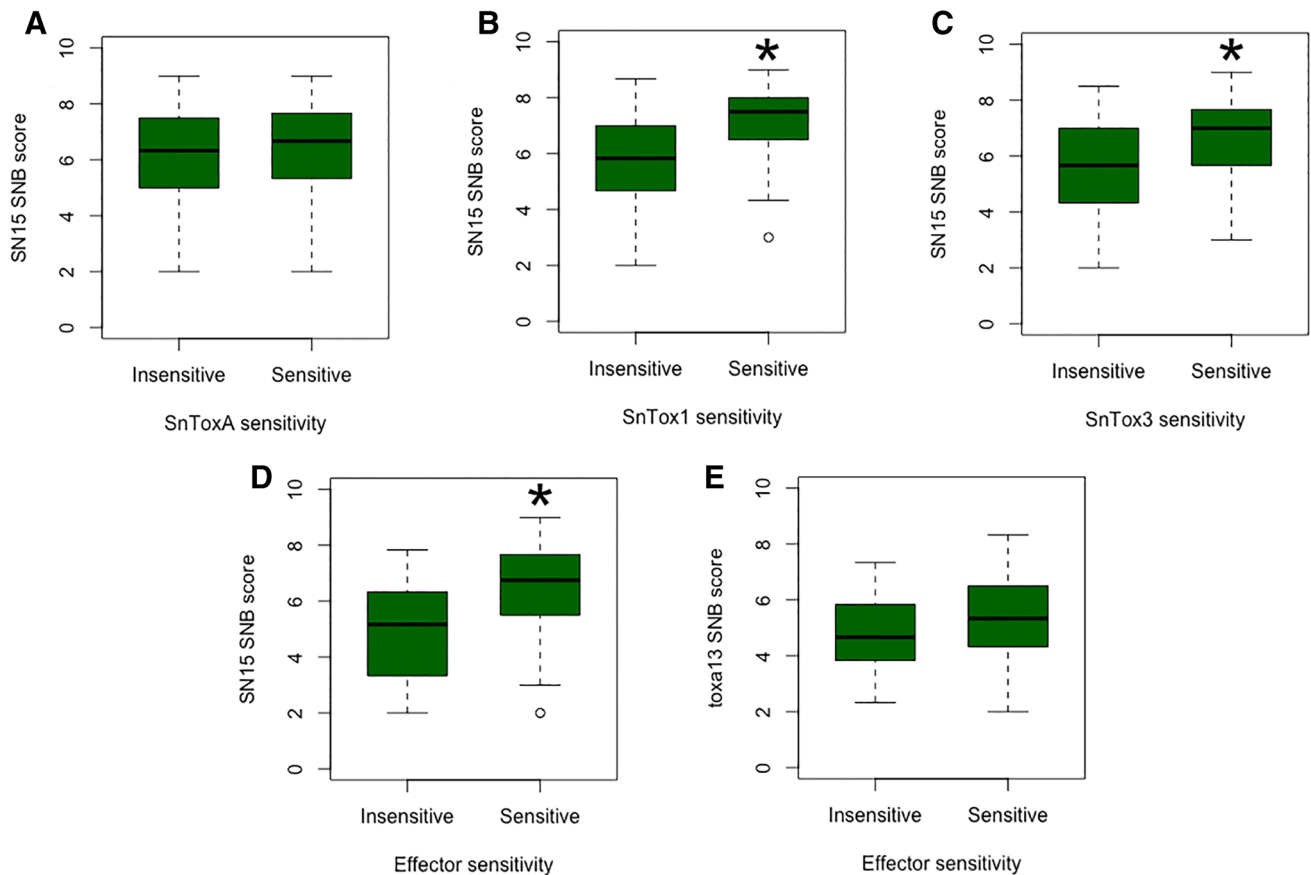 A
SN15 SNB score
10
8
6
4
2
0
Insensitive Sensitive
SnToxA sensitivity
B
SN15 SNB score
10
8
6
4
2
0
*
Insensitive Sensitive
SnTox1 sensitivity
C
SN15 SNB score
10
8
6
4
2
0
*
Insensitive Sensitive
SnTox3 sensitivity
D
SN15 SNB score
10
8
6
4
2
0
*
Insensitive Sensitive
Effector sensitivity
E
toxa13 SNB score
10
8
6
4
2
0
Insensitive Sensitive
Effector sensitivity